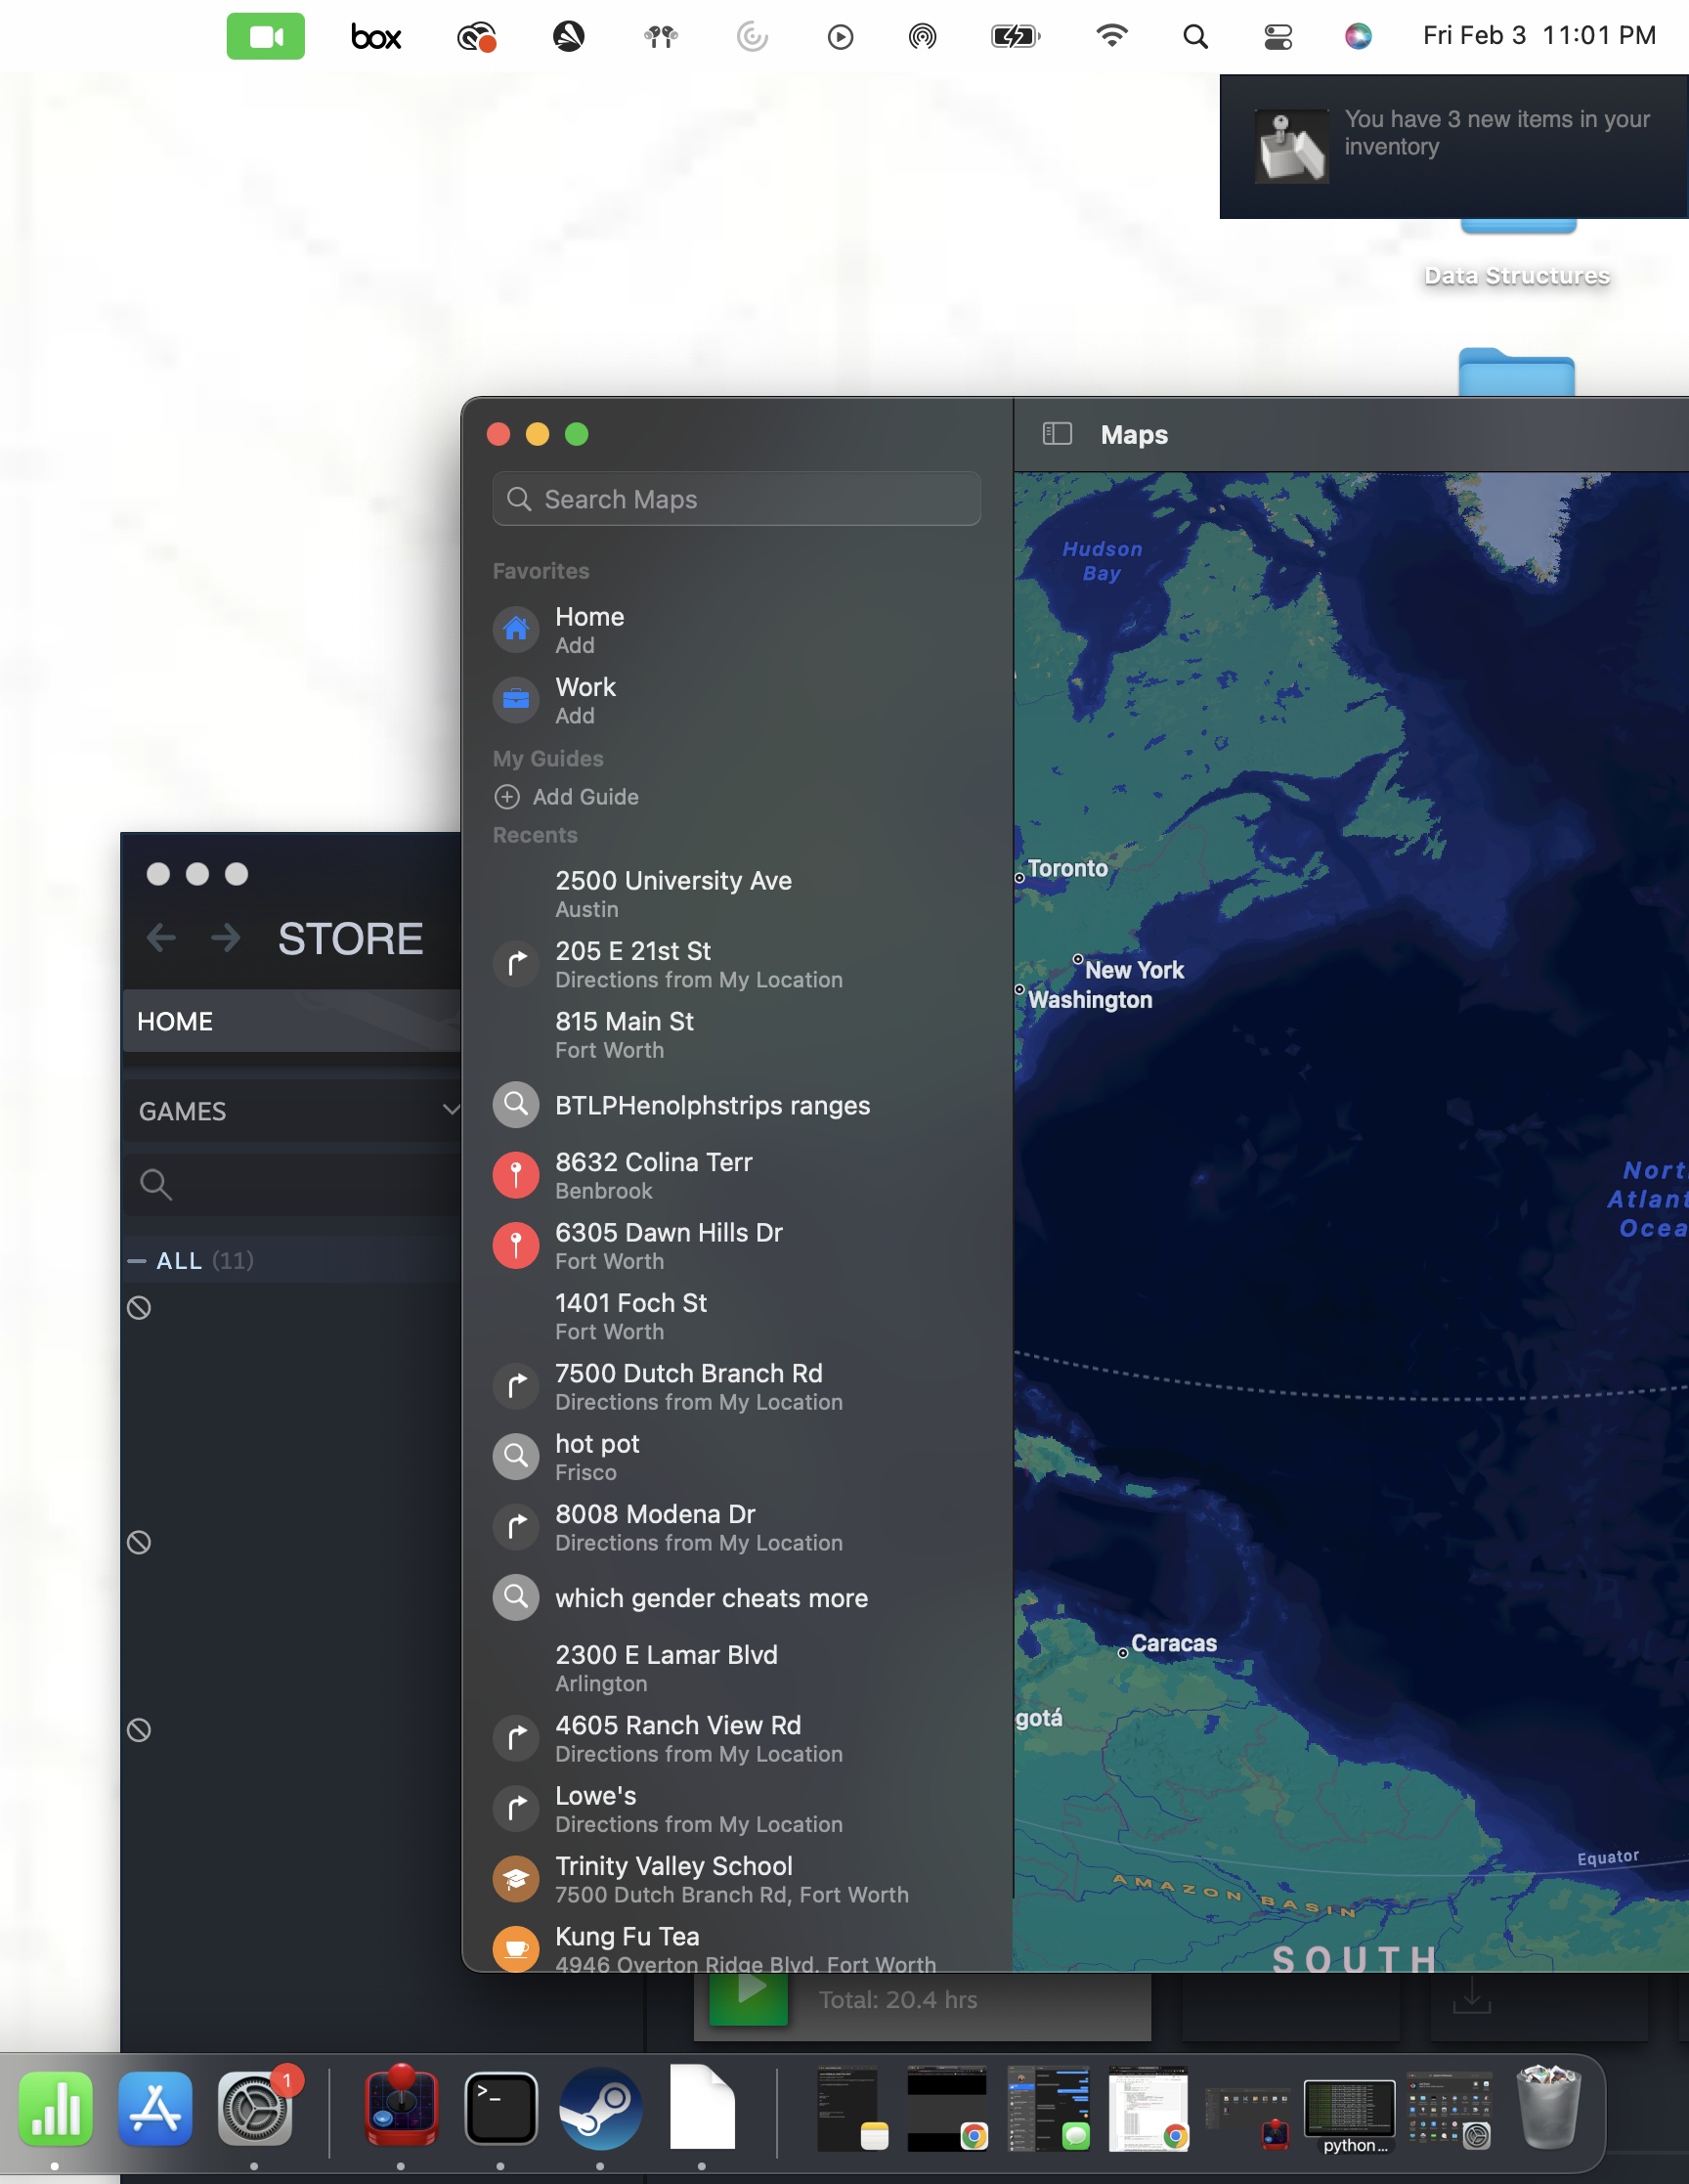 box
Fri Feb 3 11:01 PM
You have 3 new items in your
inventory
Data Structures
Maps
Search Maps
Favorites
Home
Add
Work
Add
My Guides
Add Guide
Recents
2500 University Ave
Austin
205 E 21st St
Directions from My Location
815 Main St
Fort Worth
BTLPHenolphstrips ranges
8632 Colina Terr
Benbrook
6305 Dawn Hills Dr
Fort Worth
1401 Foch St
Fort Worth
7500 Dutch Branch Rd
Directions from My Location
hot pot
Frisco
8008 Modena Dr
Directions from My Location
which gender cheats more
2300 E Lamar Blvd
Arlington
4605 Ranch View Rd
Directions from My Location
Lowe's
Directions from My Location
Trinity Valley School
7500 Dutch Branch Rd, Fort Worth
Kung Fu Tea
4946 Overton Ridge Blvd, Fort Worth
Hudson
Bay
Toronto
New York
Washington
Nort
Atlant
Ocea
Caracas
gotá
Equator
AMAZON BASIN
SOUTH
STORE
HOME
GAMES
ALL (11)
Total: 20.4 hrs
1
>_
python...